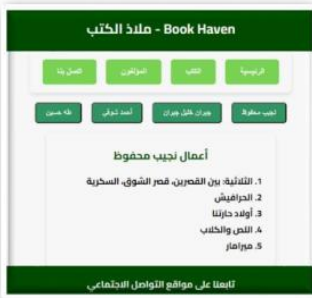 ملاذ الكتب - Book Haven
الرئيسية الكتب المؤلفون اتصل بنا
نجيب محفوظ جبران خليل جبران أحمد شوقي طه حسين
أعمال نجيب محفوظ
1. الثلاثية: بين القصرين، قصر الشوق، السكرية
2. الحرافيش
3. أولاد حارتنا
4. اللص والكلاب
5. ميرامار
تابعنا على مواقع التواصل الاجتماعي